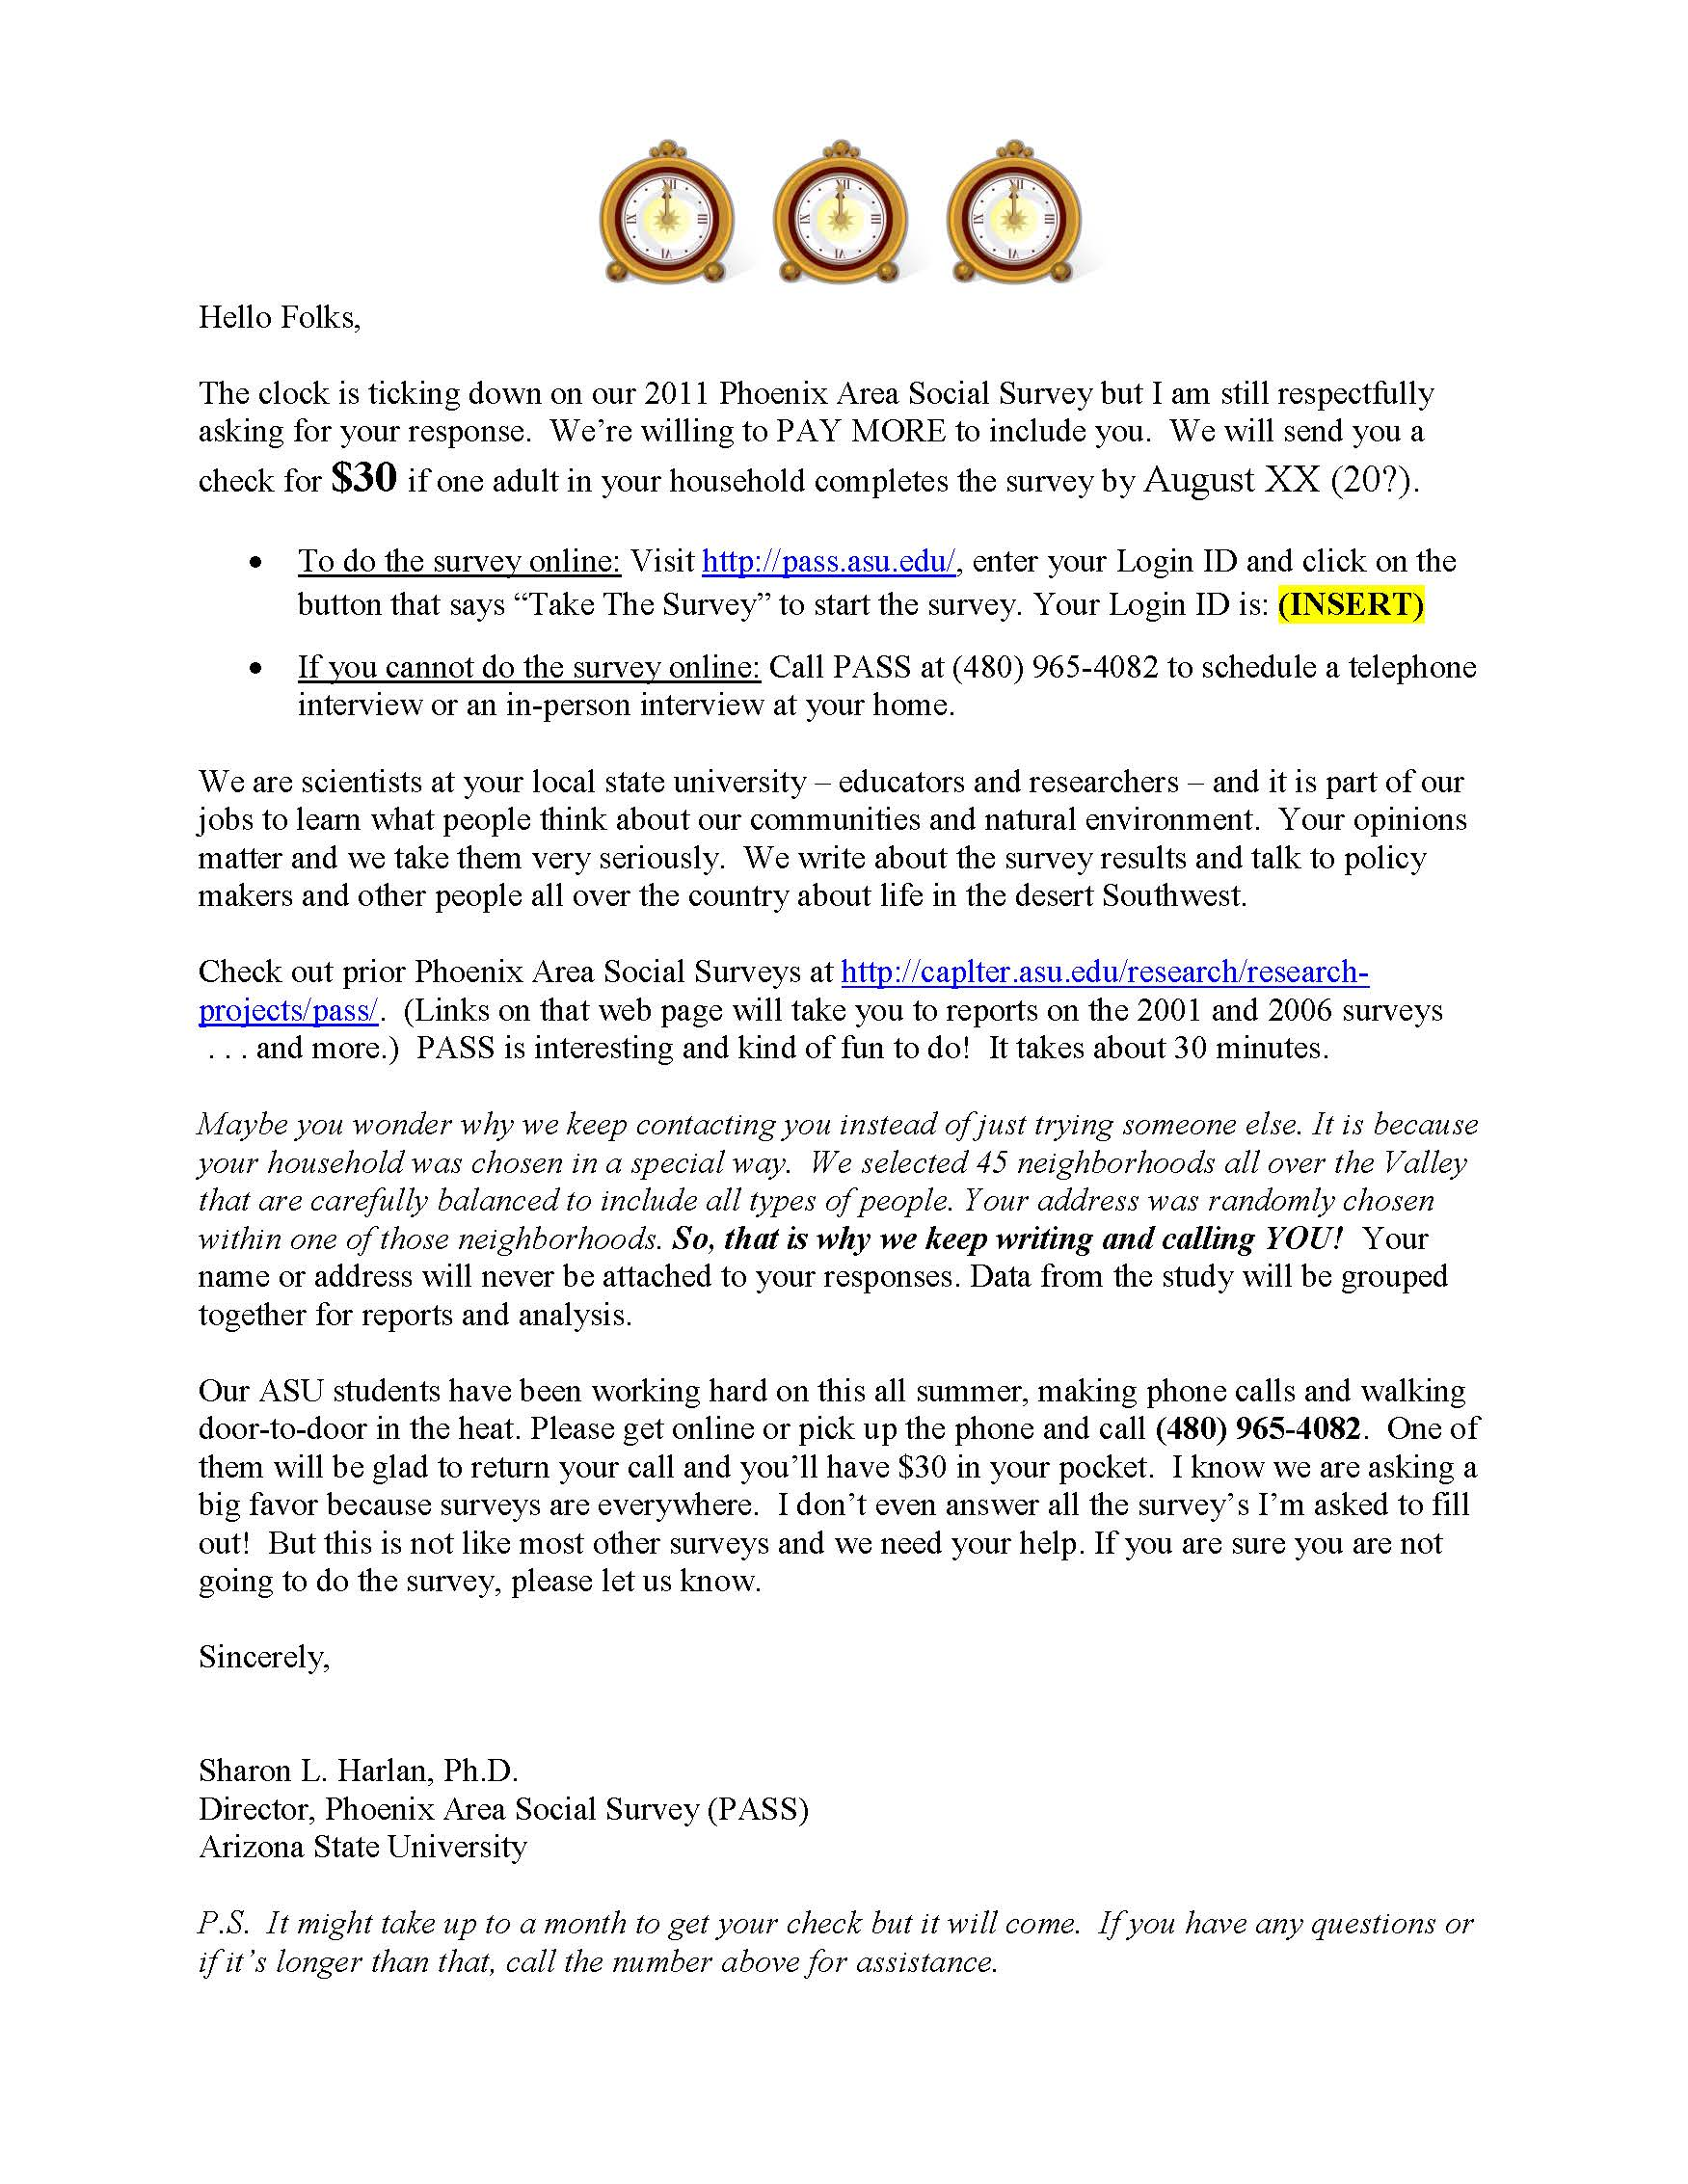 Hello Folks,
The clock is ticking down on our 2011 Phoenix Area Social Survey but I am still respectfully
asking for your response.  We’re willing to PAY MORE to include you.  We will send you a
check for $30 if one adult in your household completes the survey by August XX (20?).
• To do the survey online: Visit http://pass.asu.edu/, enter your Login ID and click on the
button that says “Take The Survey” to start the survey. Your Login ID is: (INSERT)
• If you cannot do the survey online: Call PASS at (480) 965-4082 to schedule a telephone
interview or an in-person interview at your home.
We are scientists at your local state university – educators and researchers – and it is part of our
jobs to learn what people think about our communities and natural environment.  Your opinions
matter and we take them very seriously.  We write about the survey results and talk to policy
makers and other people all over the country about life in the desert Southwest.
Check out prior Phoenix Area Social Surveys at http://caplter.asu.edu/research/research-
projects/pass/.  (Links on that web page will take you to reports on the 2001 and 2006 surveys
. . . and more.)  PASS is interesting and kind of fun to do!  It takes about 30 minutes.
Maybe you wonder why we keep contacting you instead of just trying someone else. It is because
your household was chosen in a special way.  We selected 45 neighborhoods all over the Valley
that are carefully balanced to include all types of people. Your address was randomly chosen
within one of those neighborhoods. So, that is why we keep writing and calling YOU!  Your
name or address will never be attached to your responses. Data from the study will be grouped
together for reports and analysis.
Our ASU students have been working hard on this all summer, making phone calls and walking
door-to-door in the heat. Please get online or pick up the phone and call (480) 965-4082.  One of
them will be glad to return your call and you’ll have $30 in your pocket.  I know we are asking a
big favor because surveys are everywhere.  I don’t even answer all the survey’s I’m asked to fill
out!  But this is not like most other surveys and we need your help. If you are sure you are not
going to do the survey, please let us know.
Sincerely,
Sharon L. Harlan, Ph.D.
Director, Phoenix Area Social Survey (PASS)
Arizona State University
P.S.  It might take up to a month to get your check but it will come.  If you have any questions or
if it’s longer than that, call the number above for assistance.